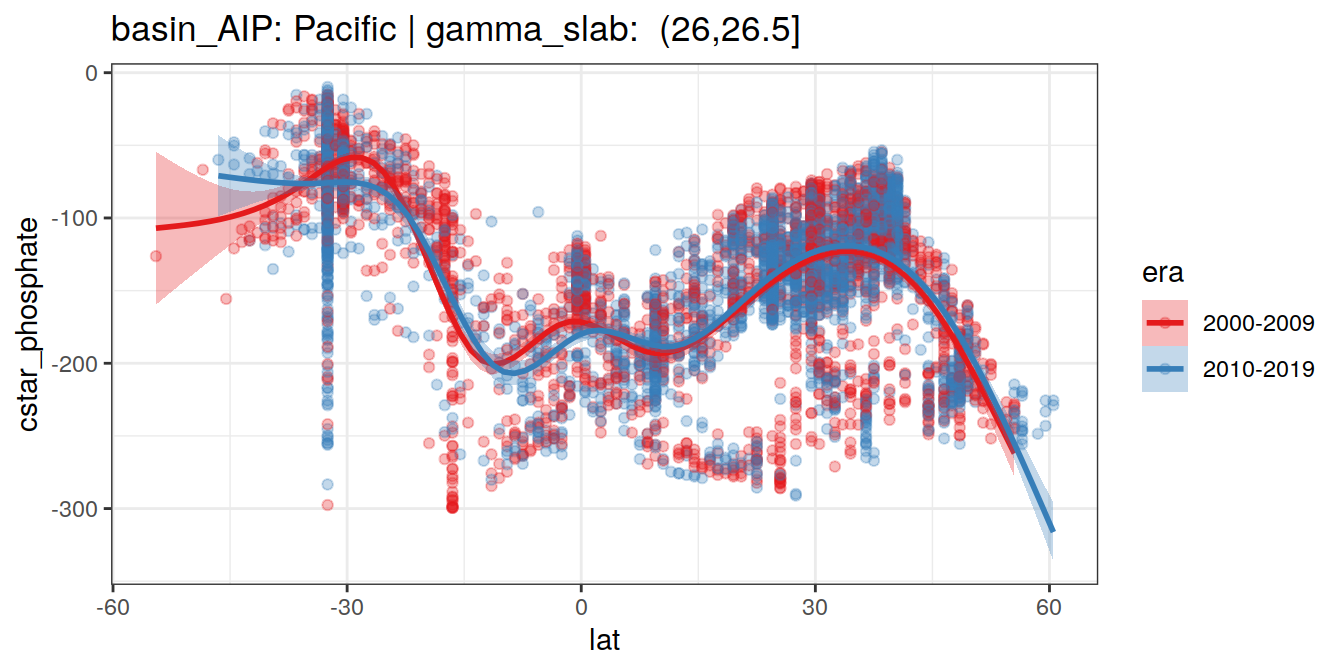 basin_AIP: Pacific | gamma_slab:  (26,26.5]
cstar_phosphate
0
-100
-200
-300
-60
-30
0
30
60
lat
era
2000-2009
2010-2019